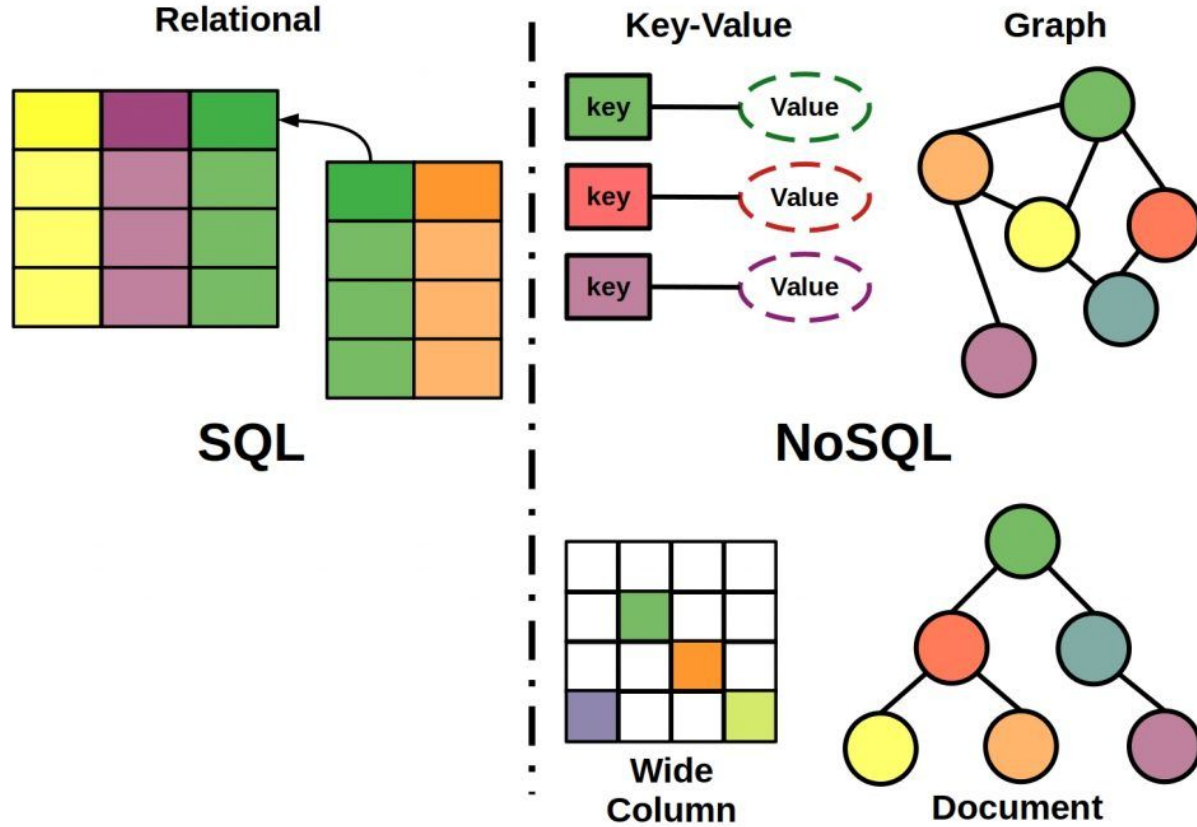 Relational
Key-Value
Graph
key
Value
key
Value
key
Value
SQL
NoSQL
Wide
Column
Document